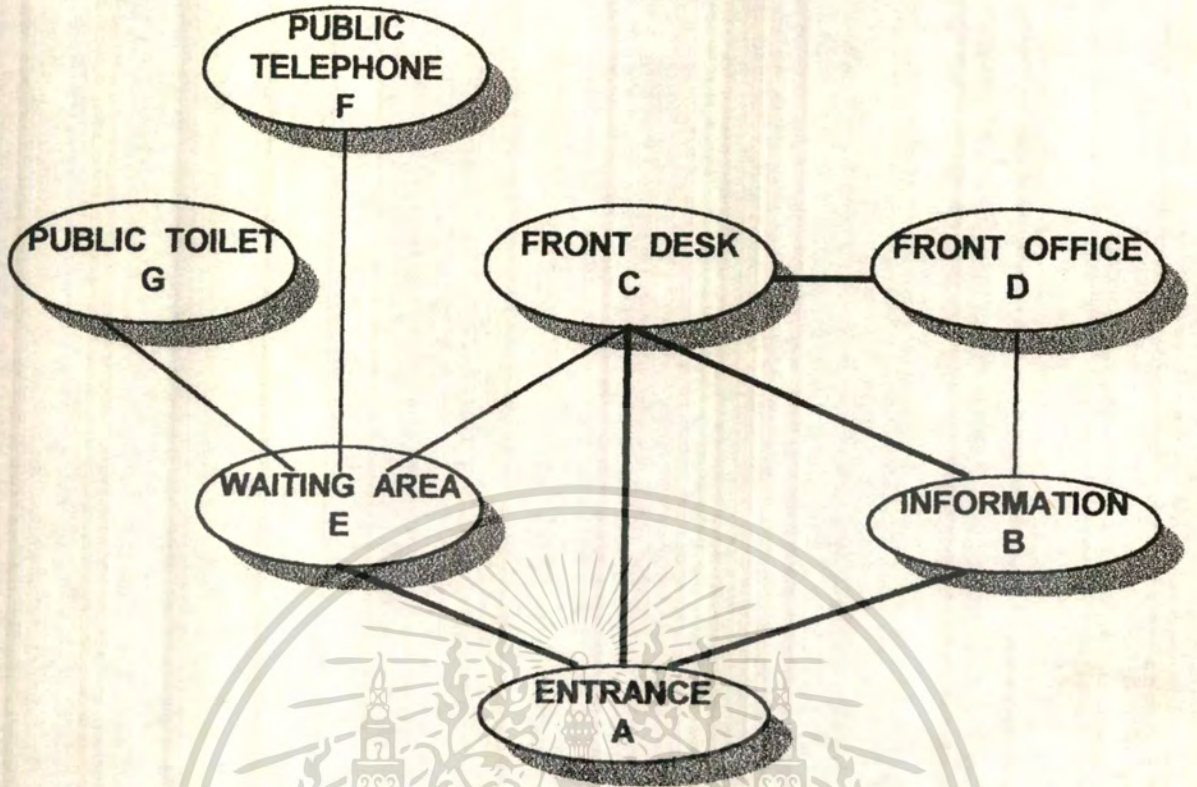 PUBLIC
TELEPHONE
F
PUBLIC TOILET
G
FRONT DESK
C
FRONT OFFICE
D
WAITING AREA
E
INFORMATION
B
ENTRANCE
A